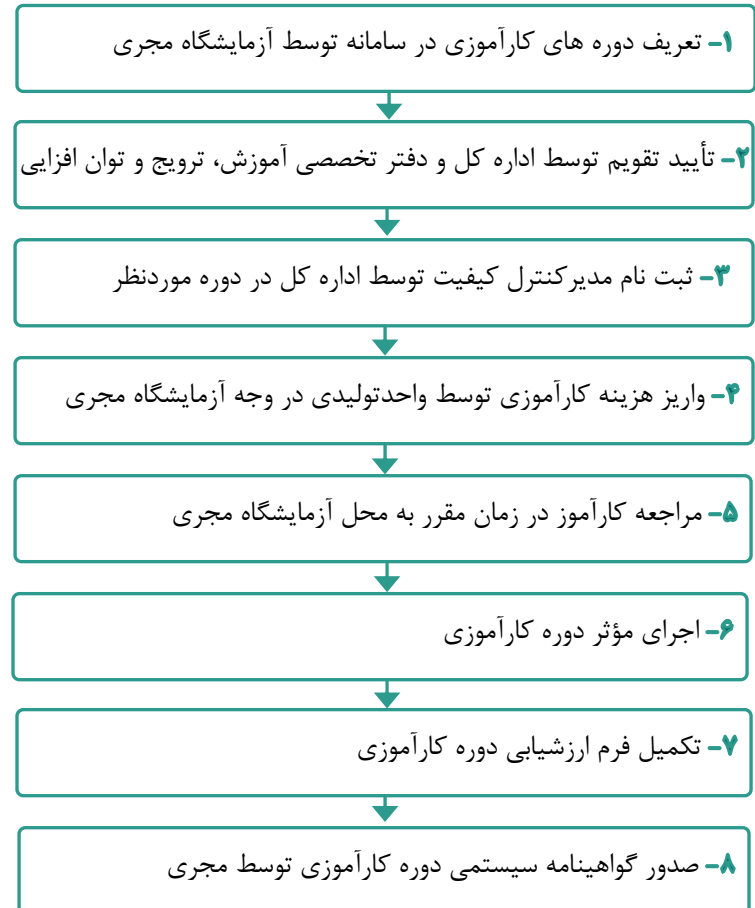 ۱- تعریف دوره های کارآموزی در سامانه توسط آزمایشگاه مجری
۲- تأیید تقویم توسط اداره کل و دفتر تخصصی آموزش، ترویج و توان افزایی
۳- ثبت نام مدیرکنترل کیفیت توسط اداره کل در دوره موردنظر
۴- واریز هزینه کارآموزی توسط واحدتولیدی در وجه آزمایشگاه مجری
۵- مراجعه کارآموز در زمان مقرر به محل آزمایشگاه مجری
۶- اجرای مؤثر دوره کارآموزی
۷- تکمیل فرم ارزشیابی دوره کارآموزی
۸- صدور گواهینامه سیستمی دوره کارآموزی توسط مجری